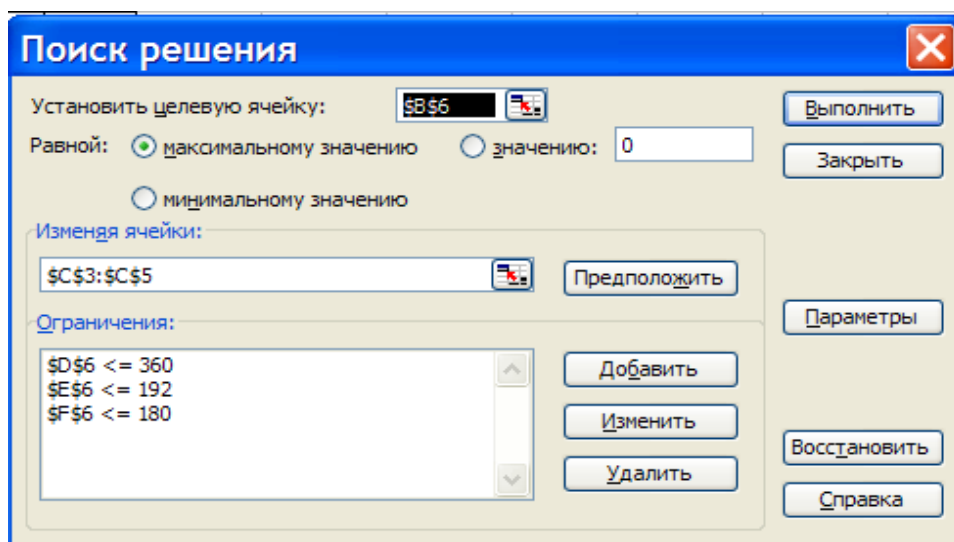 Поиск решения
Установить целевую ячейку: $B$6
Равной: максимальному значению значению: 0
минимальному значению
Изменяя ячейки:
$C$3:$C$5
Предположить
Ограничения:
$D$6 <= 360
$E$6 <= 192
$F$6 <= 180
Добавить
Изменить
Удалить
Выполнить
Закрыть
Параметры
Восстановить
Справка